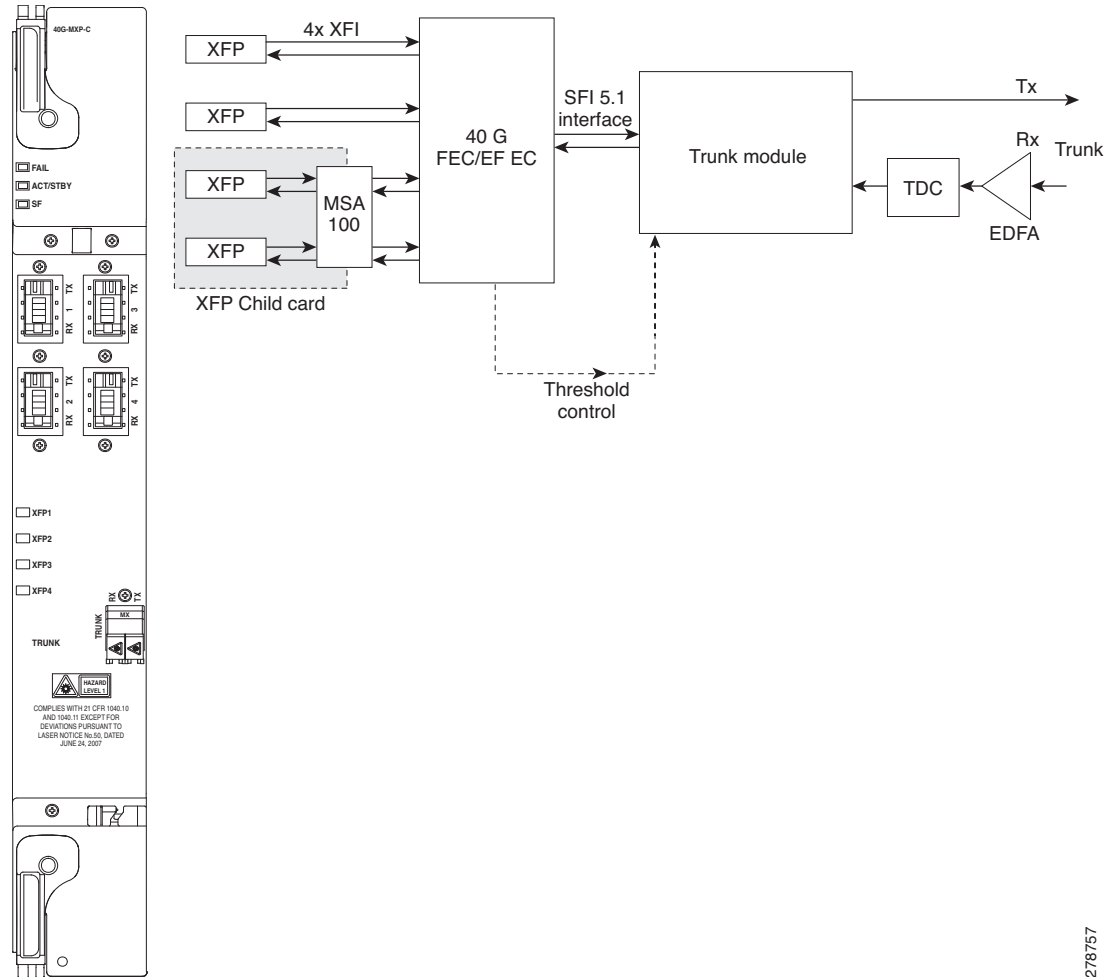 40G-MXP-C
FAIL
ACT/STBY
SF
TX
1
RX
TX
3
RX
TX
2
RX
TX
4
RX
XFP1
XFP2
XFP3
XFP4
RX
TX
TRUNK
MX
TRUNK
HAZARD
LEVEL 1
COMPLIES WITH 21 CFR 1040.10
AND 1040.11 EXCEPT FOR
DEVIATIONS PURSUANT TO
LASER NOTICE No.50, DATED
JUNE 24, 2007
XFP
4x XFI
XFP
XFP
XFP
MSA
100
XFP Child card
40 G
FEC/EF EC
SFI 5.1
interface
Trunk module
Threshold
control
Tx
Rx
Trunk
TDC
EDFA
278757